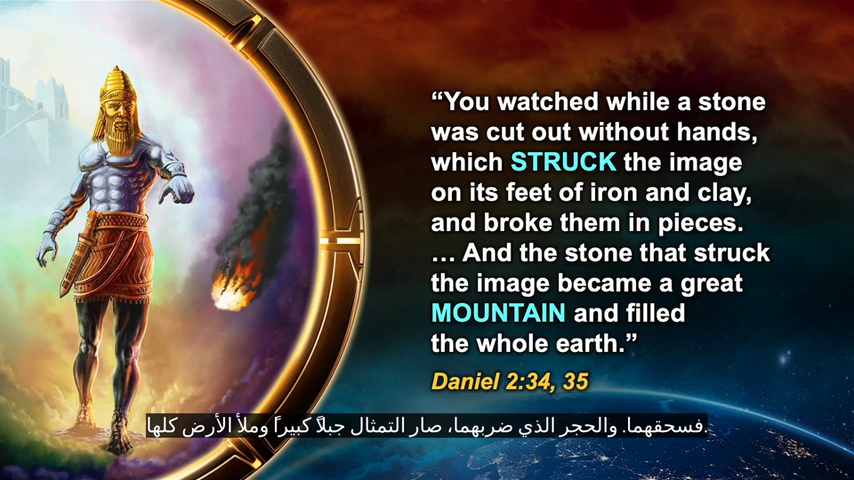 “You watched while a stone
was cut out without hands,
which STRUCK the image
on its feet of iron and clay,
and broke them in pieces.
… And the stone that struck
the image became a great
MOUNTAIN and filled
the whole earth.”
Daniel 2:34, 35
فسحقهما. والحجر الذي ضربهما، صار التمثال جبلاً كبيراً وملأ الأرض كلها.